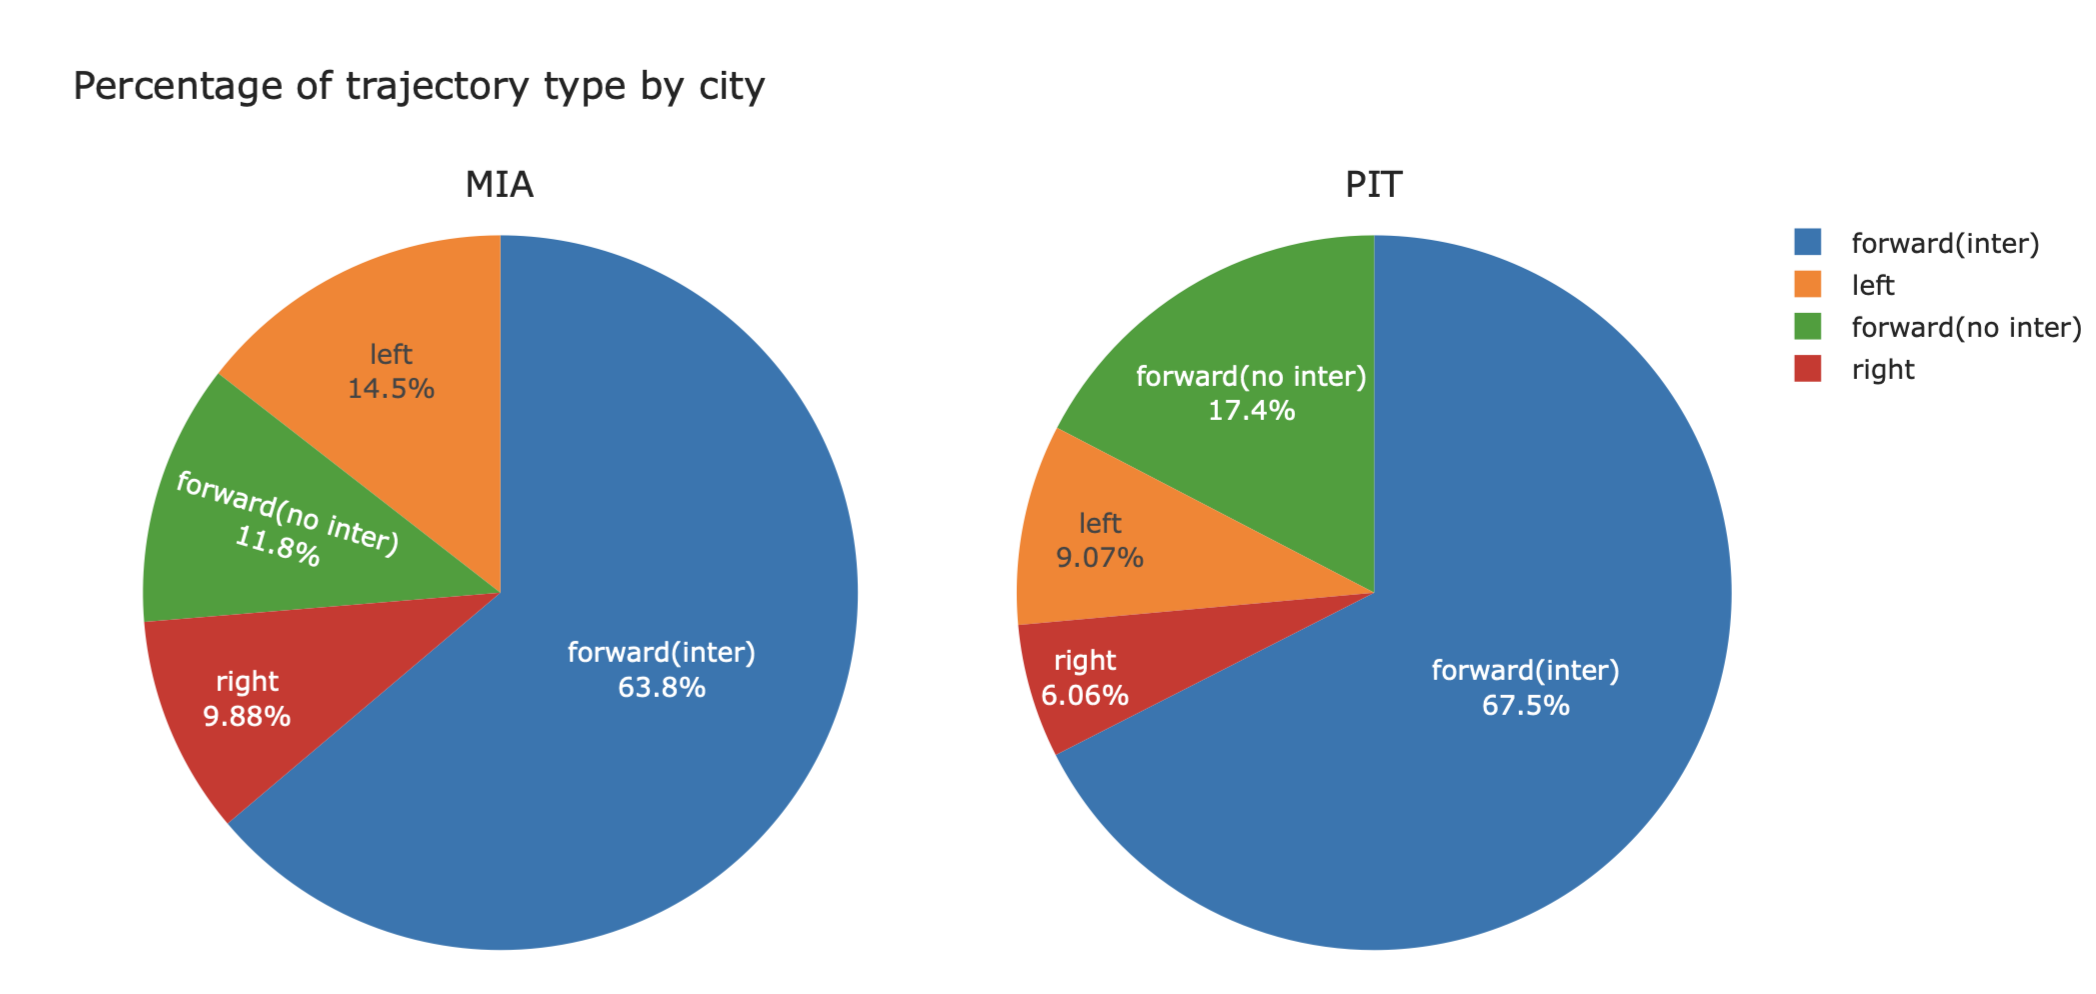 Percentage of trajectory type by city
MIA
PIT
forward(inter)
left
forward(no inter)
right
left
14.5%
forward(no inter)
11.8%
right
9.88%
forward(inter)
63.8%
forward(no inter)
17.4%
left
9.07%
right
6.06%
forward(inter)
67.5%